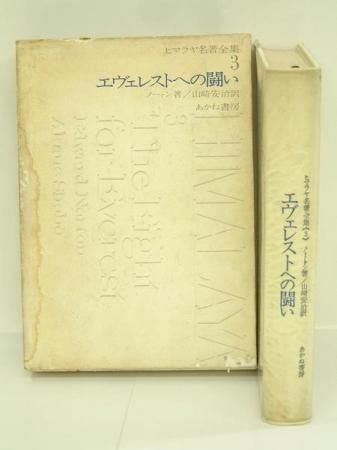 ヒマラヤ名著全集
3
エヴェレストへの闘い
ノートン著／山崎安治訳
あかね書房
HIMALAYA
3
The Fight
for Everest
Edward Norton
Akane Shobo
ヒマラヤ名著全集〈3〉
エヴェレストへの闘い
ノートン著／山崎安治訳
あかね書房